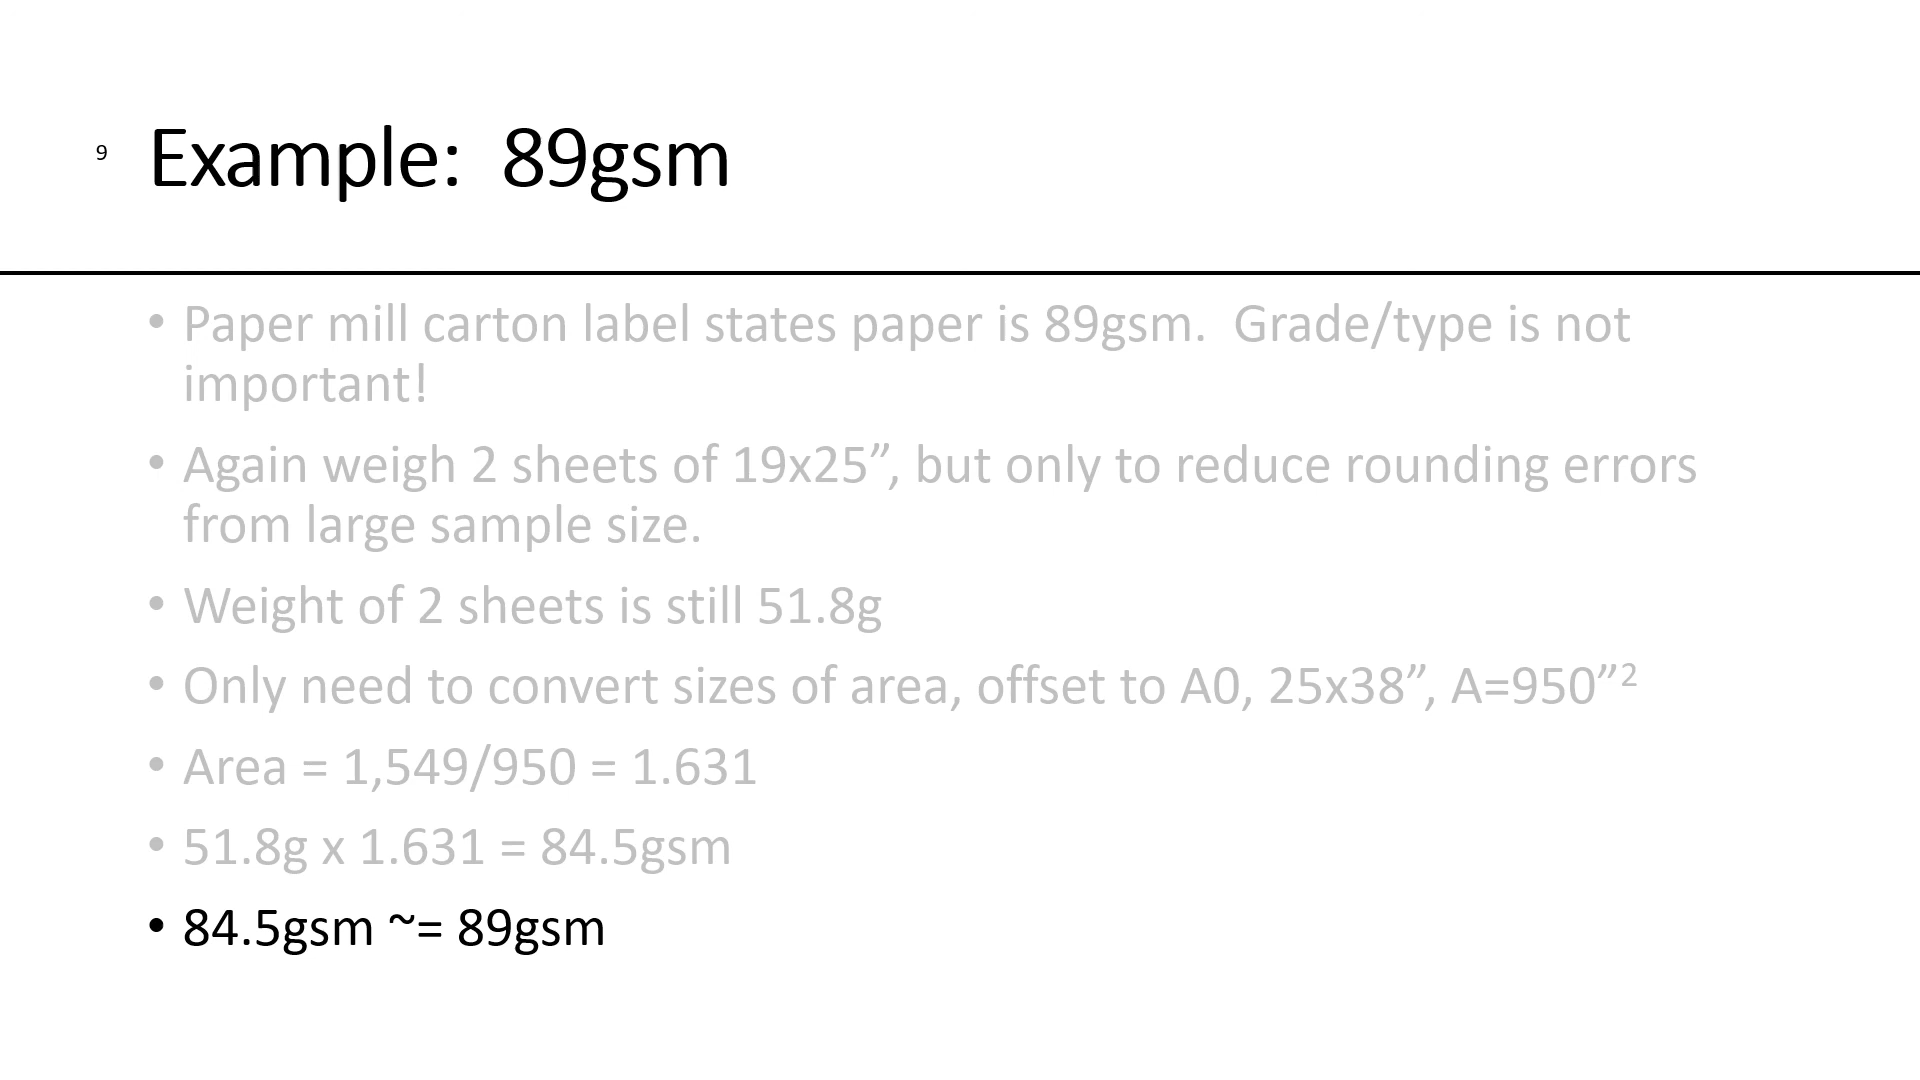 9
Example:  89gsm
• Paper mill carton label states paper is 89gsm.  Grade/type is not
important!
• Again weigh 2 sheets of 19x25”, but only to reduce rounding errors
from large sample size.
• Weight of 2 sheets is still 51.8g
• Only need to convert sizes of area, offset to A0, 25x38”, A=950”²
• Area = 1,549/950 = 1.631
• 51.8g x 1.631 = 84.5gsm
• 84.5gsm ~= 89gsm